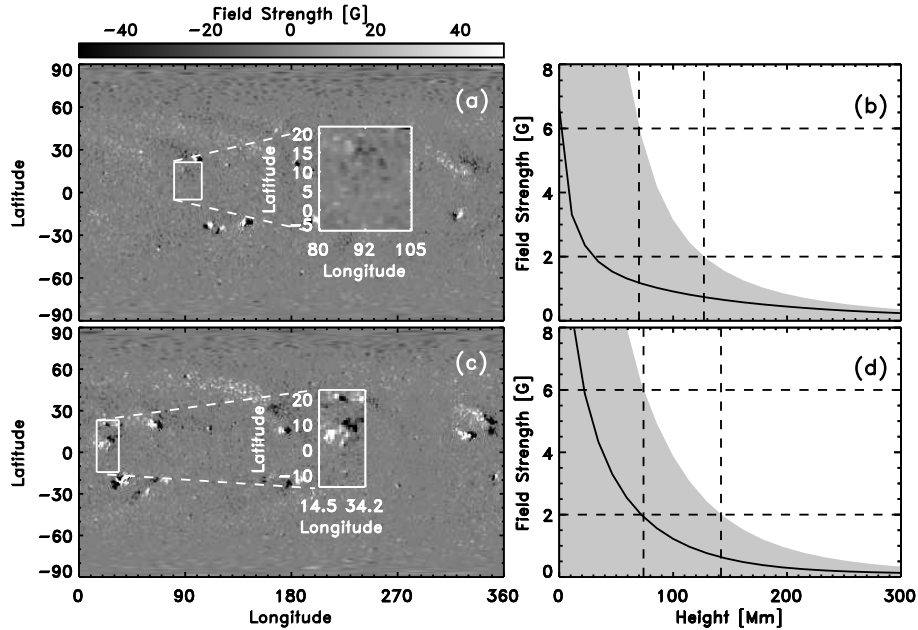 Field Strength [G]
−40 −20 0 20 40
90
60
30
0
−30
−60
−90
Latitude
(a)
Latitude
20
15
10
5
0
−5
80 92 105
Longitude
8
6
4
2
0
Field Strength [G]
(b)
90
60
30
0
−30
−60
−90
Latitude
(c)
Latitude
20
10
0
10
14.5 34.2
Longitude
0 90 180 270 360
Longitude
8
6
4
2
0
Field Strength [G]
(d)
0 100 200 300
Height [Mm]